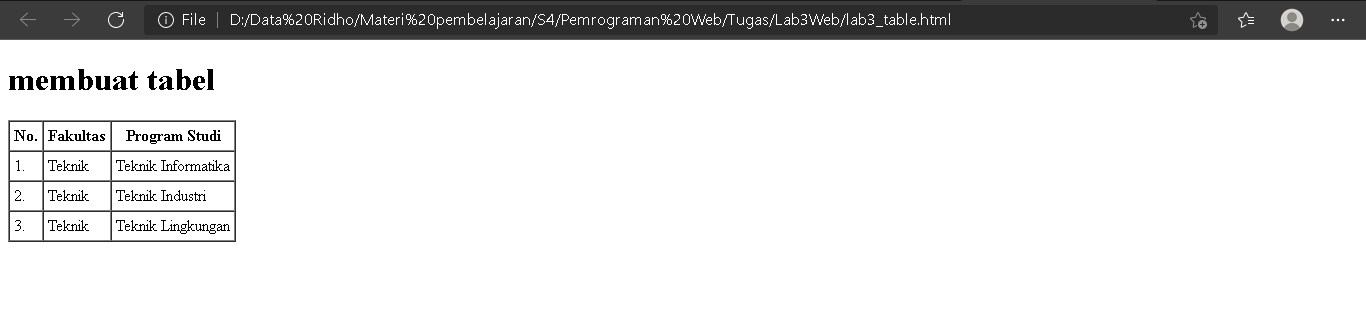 File D:/Data%20Ridho/Materi%20pembelajaran/S4/Pemrograman%20Web/Tugas/Lab3Web/lab3_table.html
membuat tabel
No. Fakultas Program Studi
1. Teknik Teknik Informatika
2. Teknik Teknik Industri
3. Teknik Teknik Lingkungan